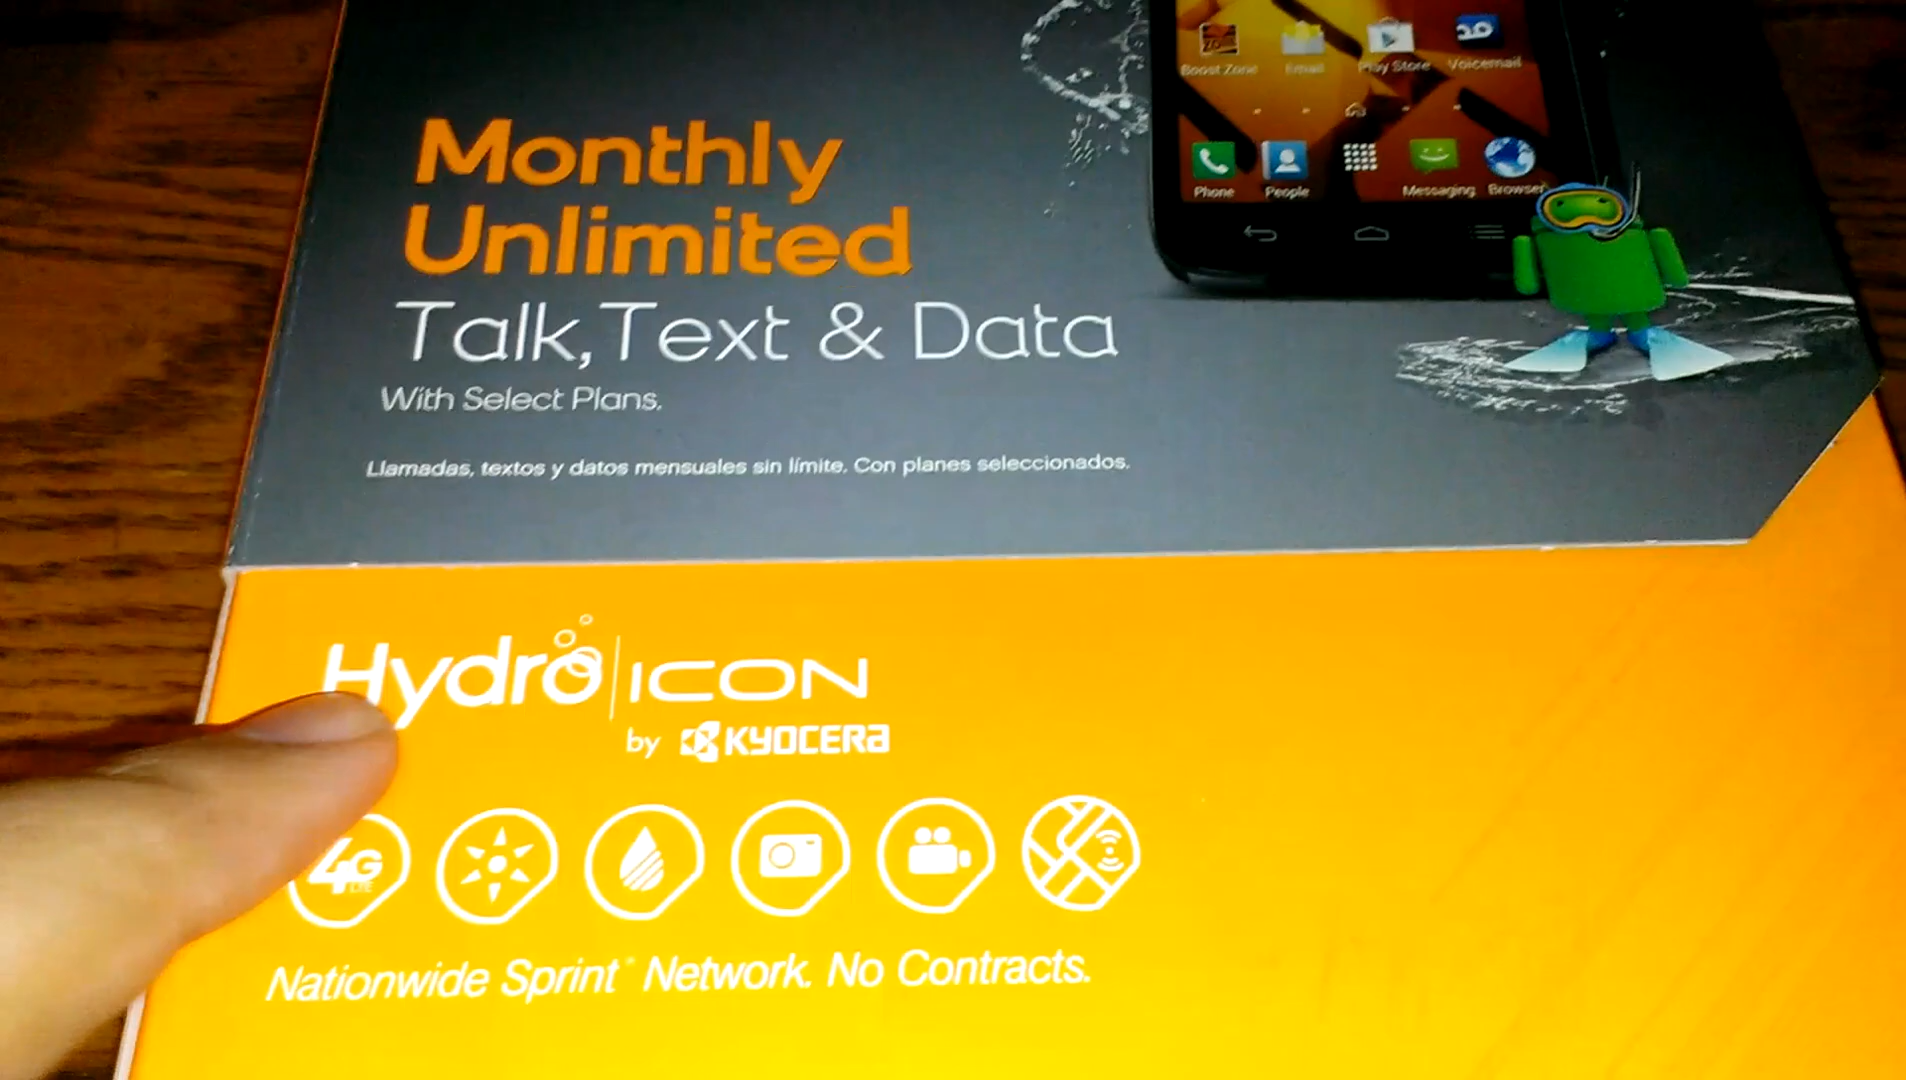 Boost Zone Email Play Store Voicemail
Phone People Messaging Browser
Monthly
Unlimited
Talk, Text & Data
With Select Plans.
Llamadas, textos y datos mensuales sin límite. Con planes seleccionados.
Hydro ICON
by KYOCERA
4G LTE
Nationwide Sprint Network. No Contracts.